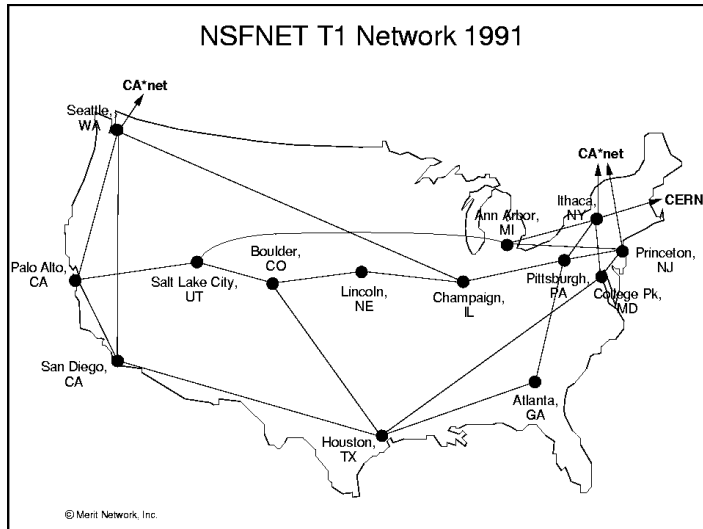 NSFNET T1 Network 1991
CA*net
Seattle,
WA
CA*net
Ithaca,
NY
CERN
Ann Arbor,
MI
Boulder,
CO
Princeton,
NJ
Palo Alto,
CA
Salt Lake City,
UT
Lincoln,
NE
Champaign,
IL
Pittsburgh,
PA
College Pk,
MD
San Diego,
CA
Atlanta,
GA
Houston,
TX
© Merit Network, Inc.